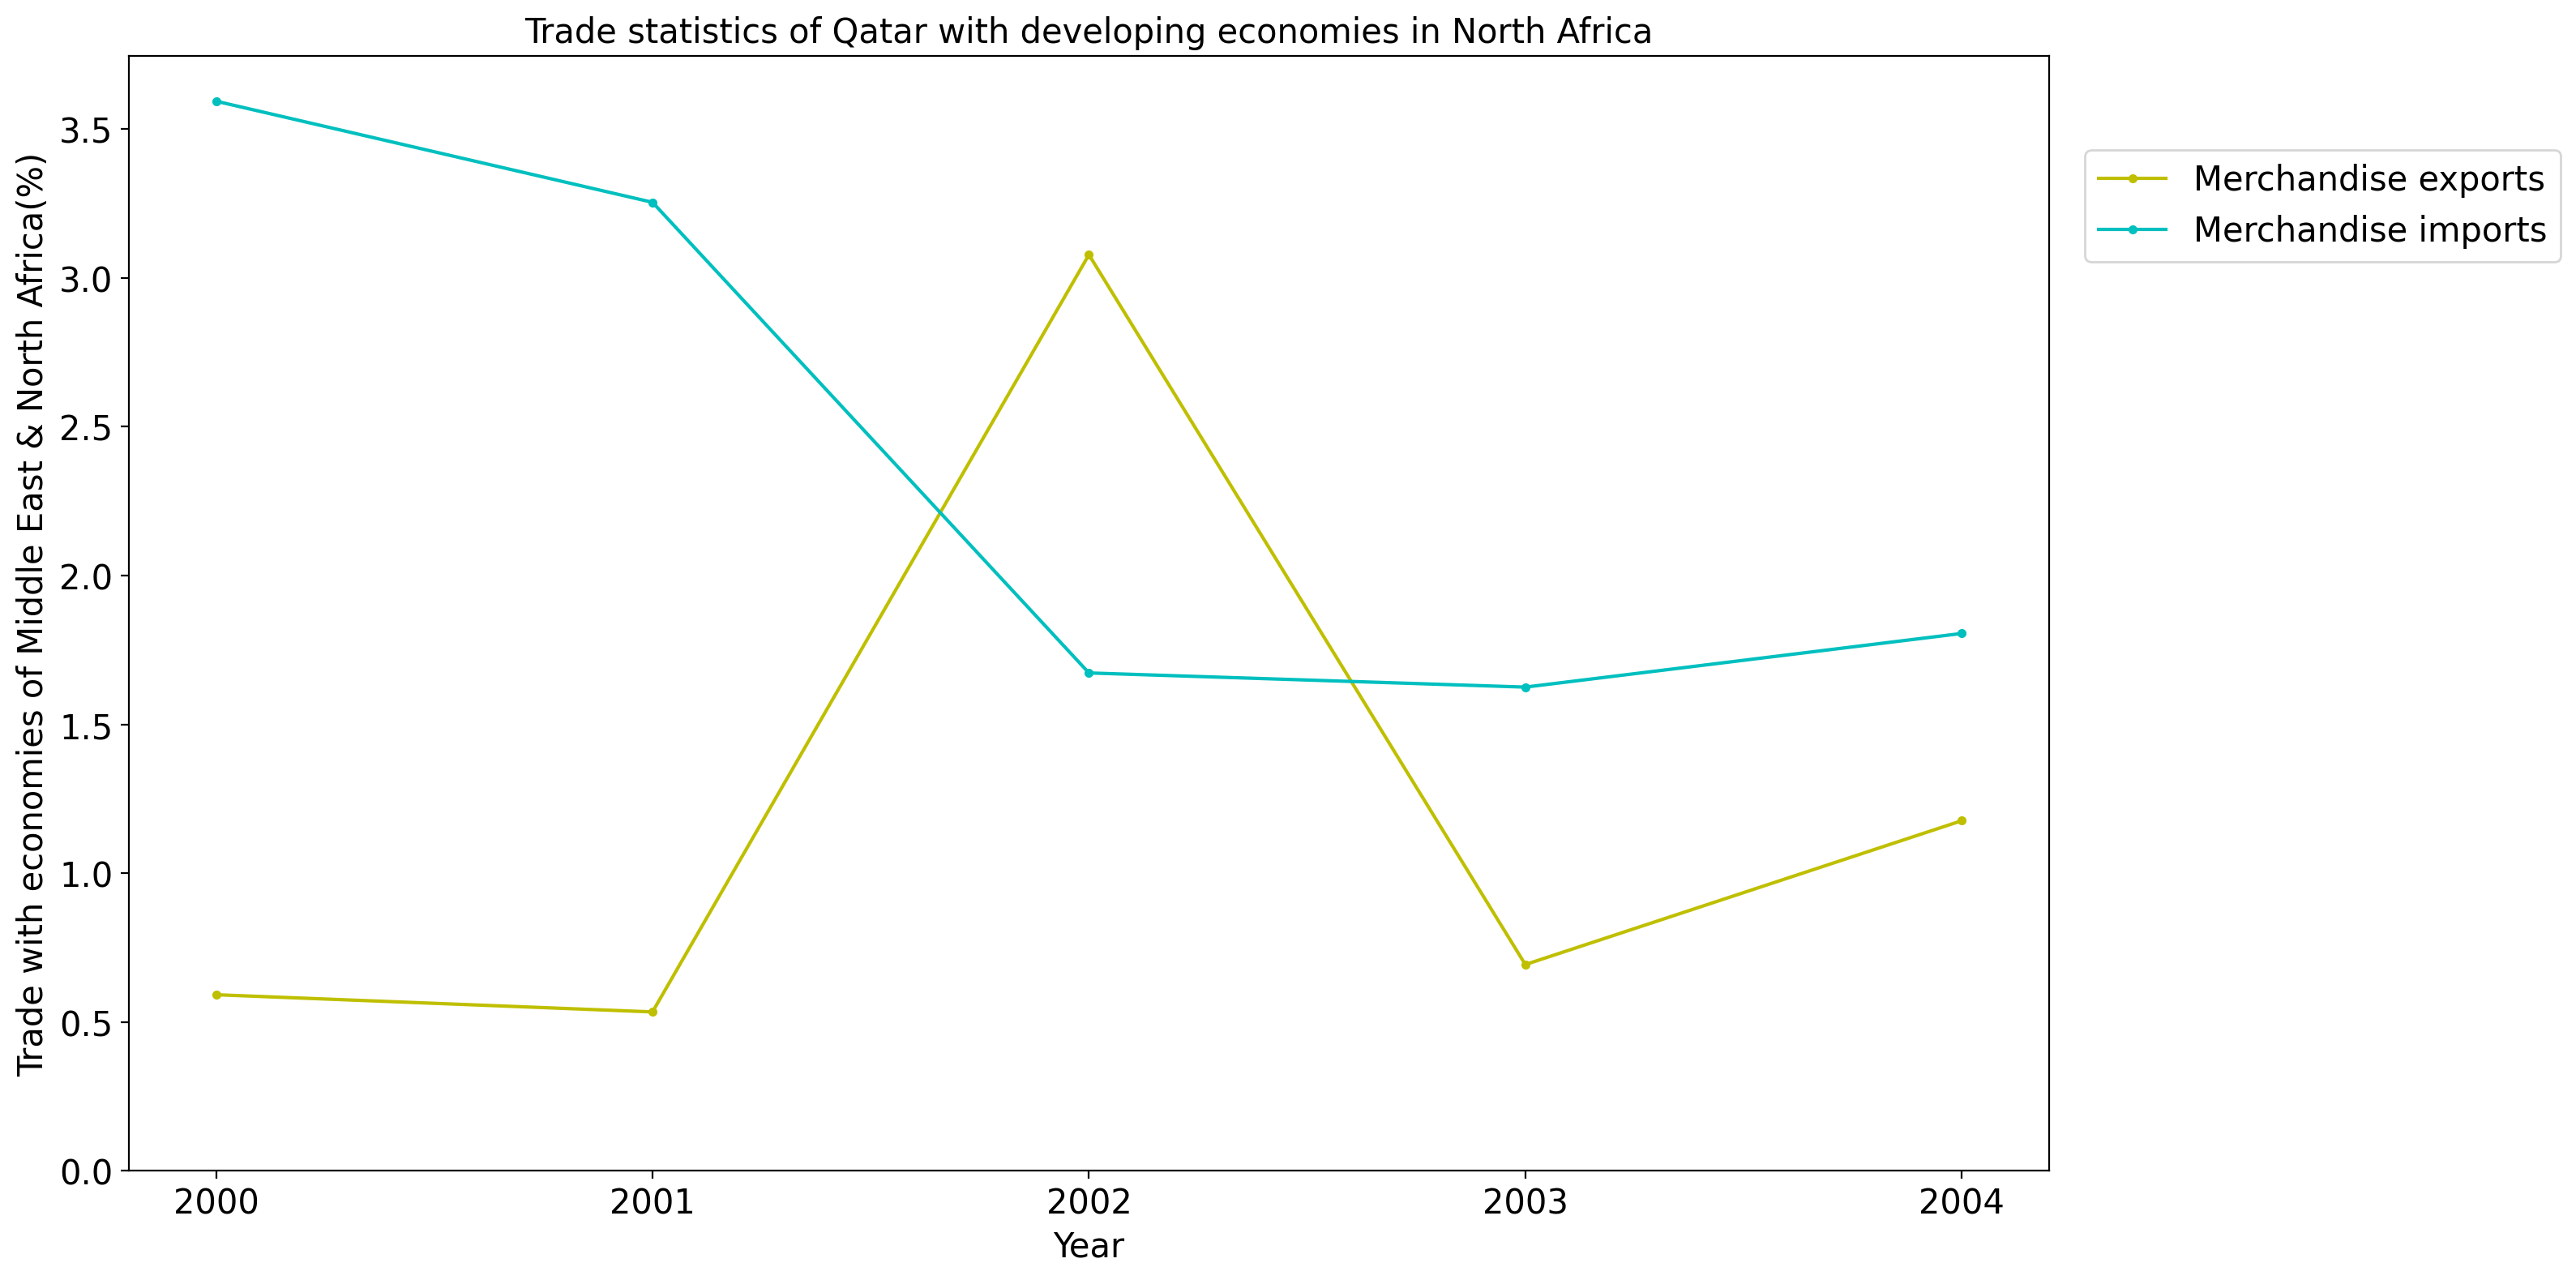 Trade statistics of Qatar with developing economies in North Africa
Trade with economies of Middle East & North Africa(%)
3.5
3.0
2.5
2.0
1.5
1.0
0.5
0.0
2000 2001 2002 2003 2004
Year
Merchandise exports
Merchandise imports